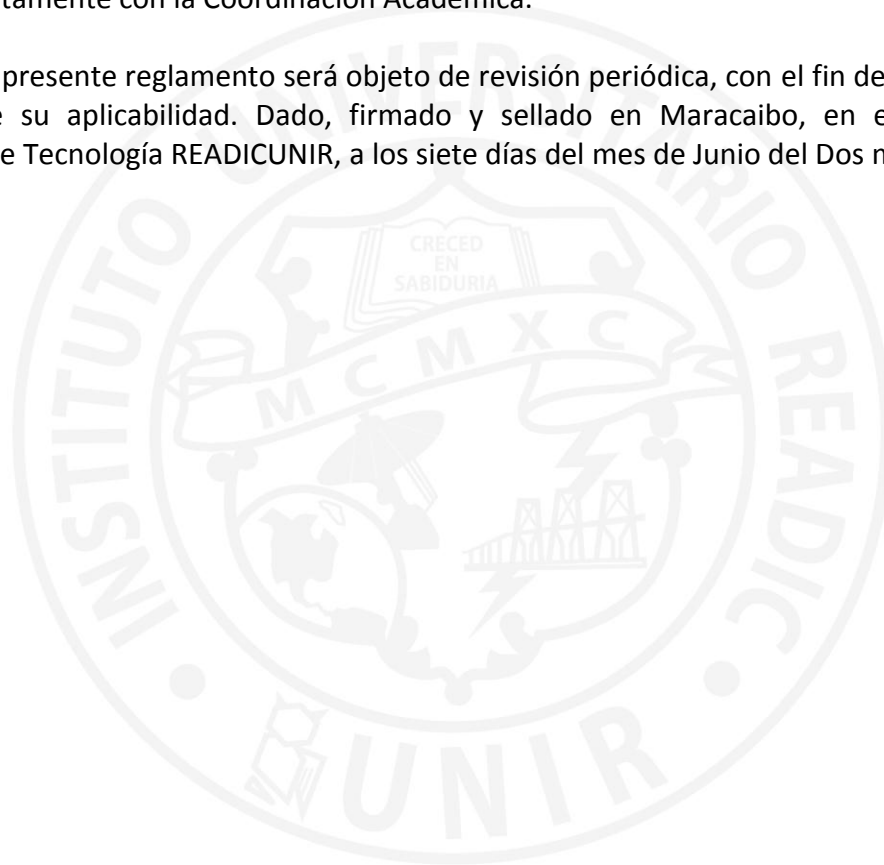 tamente con la Coordinación Académica.
presente reglamento será objeto de revisión periódica, con el fin de
su aplicabilidad. Dado, firmado y sellado en Maracaibo, en e
e Tecnología READICUNIR, a los siete días del mes de Junio del Dos
INSTITUTO UNIVERSITARIO READIC
CRECED
EN
SABIDURIA
MCMXC
UNIR